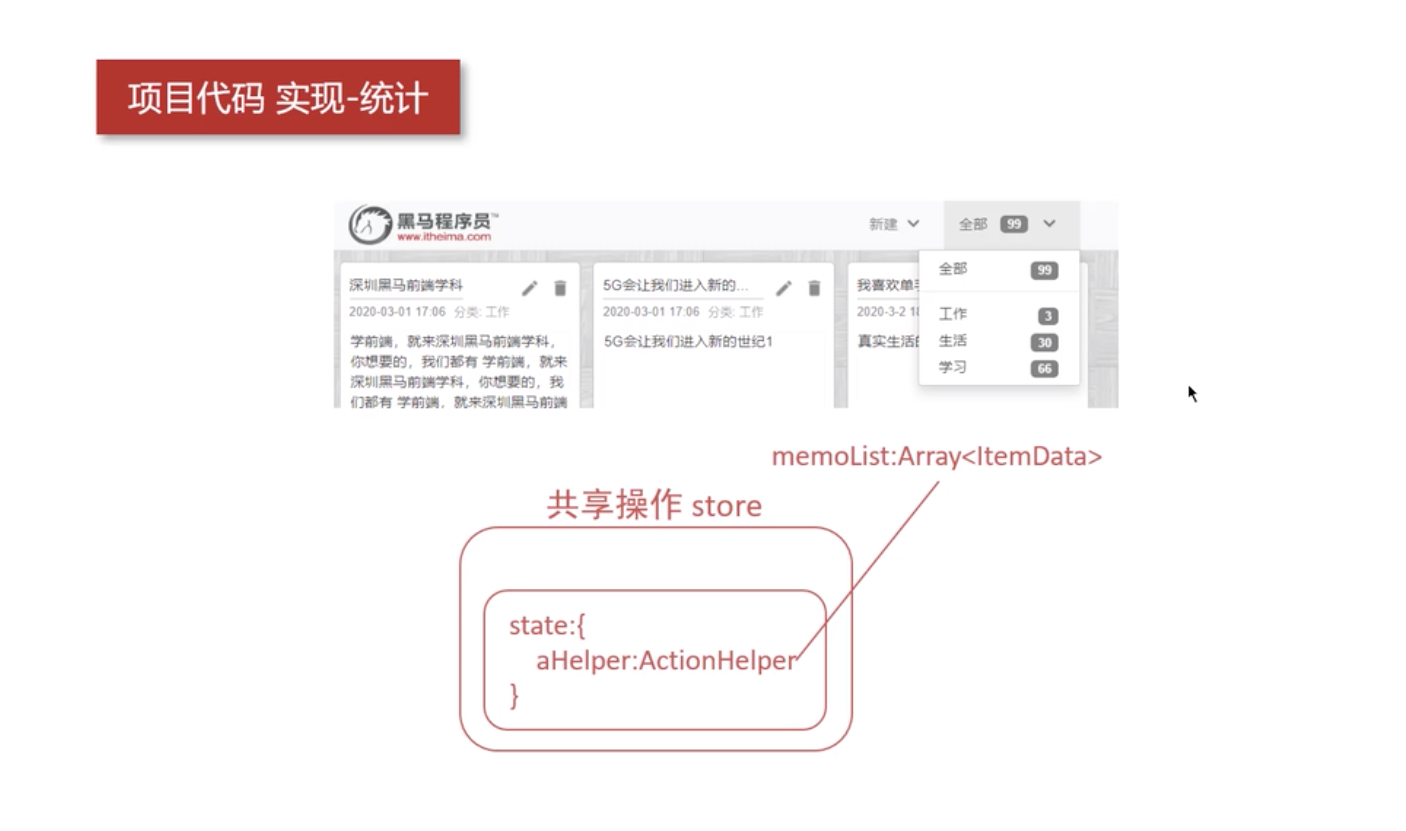 项目代码 实现-统计
黑马程序员™
www.itheima.com
新建
全部 99
全部 99
工作 3
生活 30
学习 66
深圳黑马前端学科
2020-03-01 17:06 分类: 工作
学前端，就来深圳黑马前端学科，
你想要的，我们都有 学前端，就来
深圳黑马前端学科，你想要的，我
们都有 学前端，就来深圳黑马前端
5G会让我们进入新的...
2020-03-01 17:06 分类: 工作
5G会让我们进入新的世纪1
我喜欢单
2020-3-2 1
真实生活
memoList:Array<ItemData>
共享操作 store
state:{
aHelper:ActionHelper
}